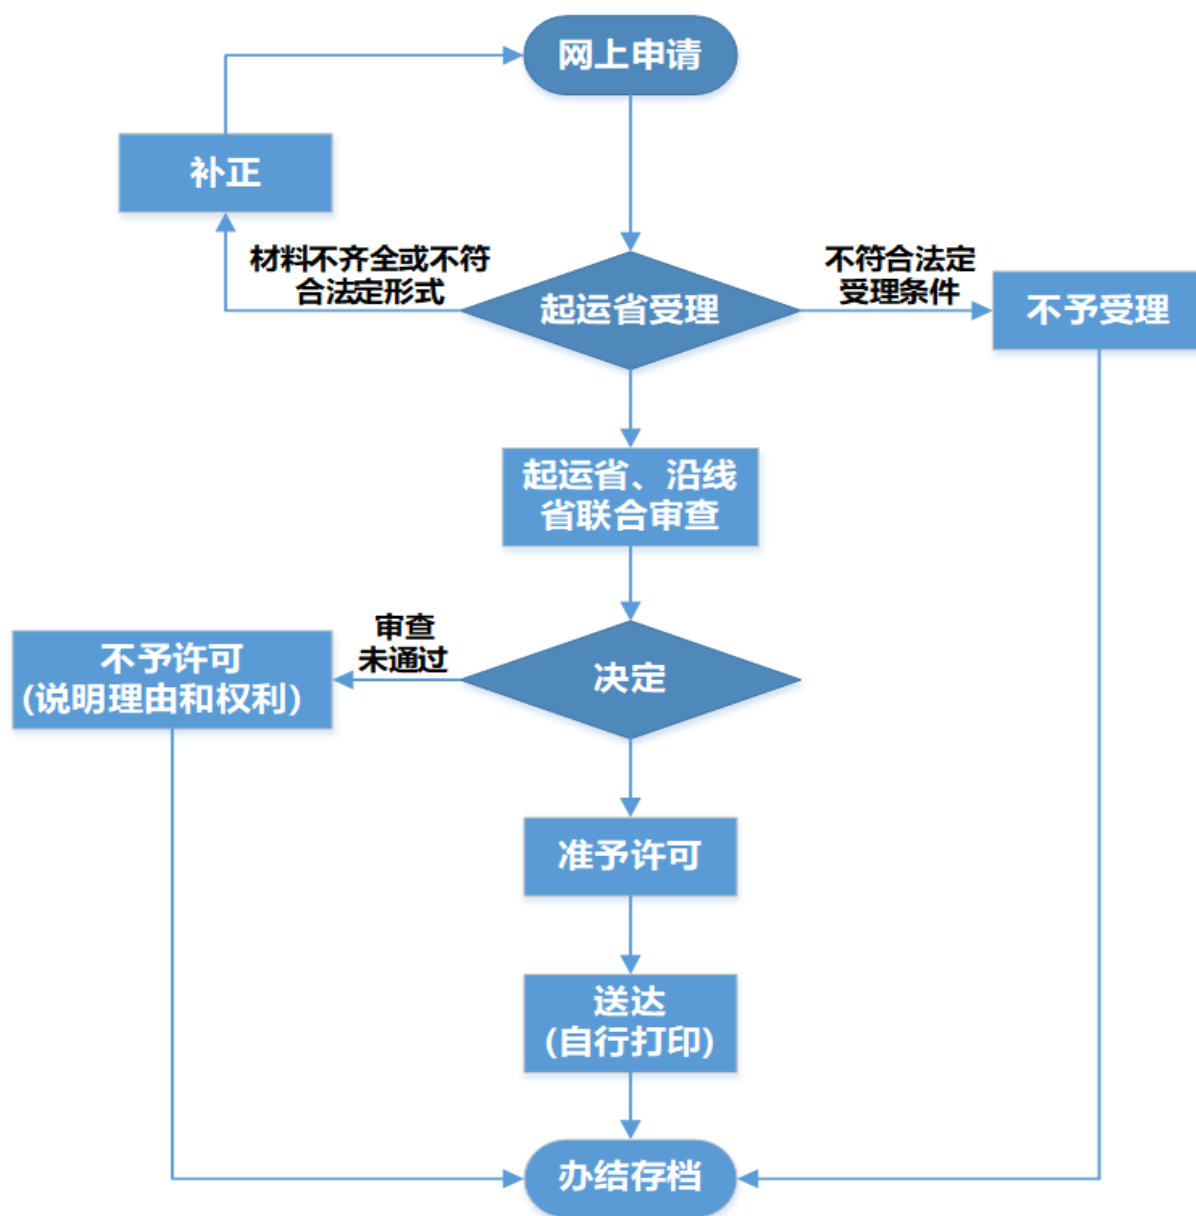 网上申请
补正
材料不齐全或不符
合法定形式
不符合法定
受理条件
起运省受理
不予受理
起运省、沿线
省联合审查
审查
未通过
不予许可
(说明理由和权利)
决定
准予许可
送达
(自行打印)
办结存档